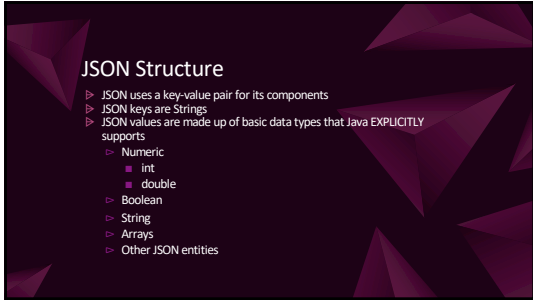 JSON Structure
JSON uses a key-value pair for its components
JSON keys are Strings
JSON values are made up of basic data types that Java EXPLICITLY
supports
Numeric
int
double
Boolean
String
Arrays
Other JSON entities